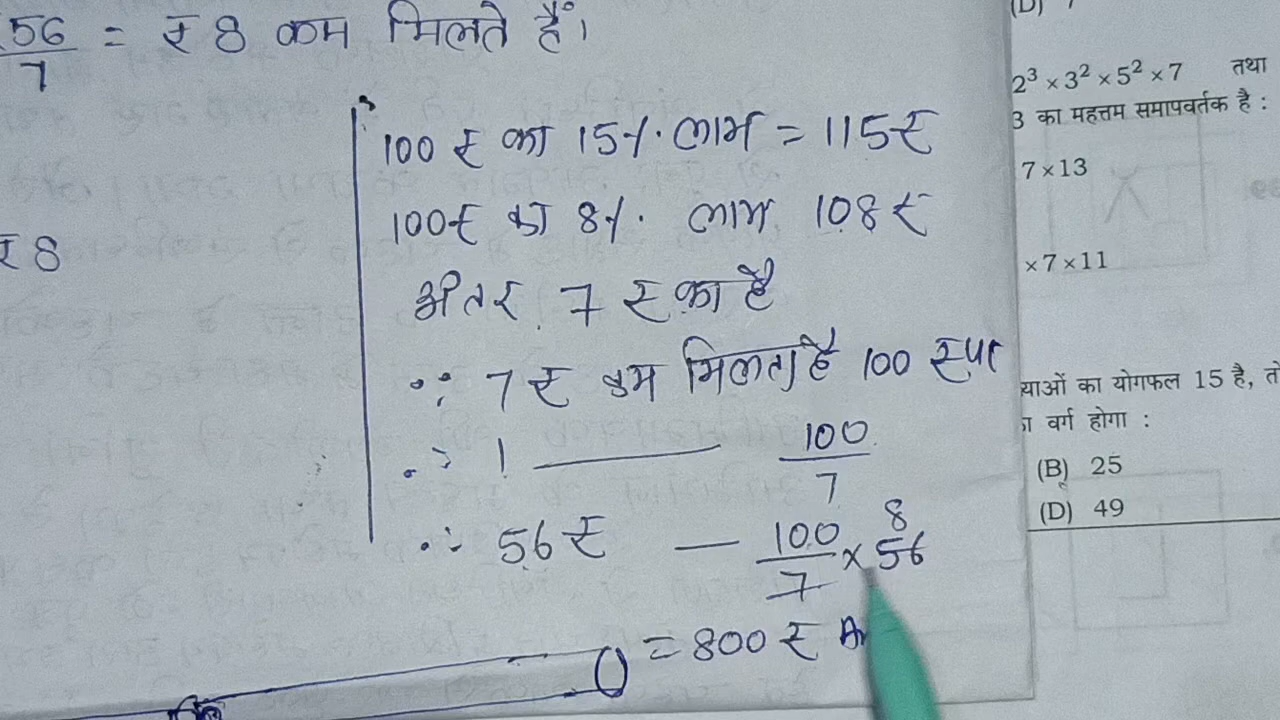 56/7 = ₹ 8 कम मिलते हैं।
100 ₹ का 15%. लाभ = 115₹
100₹ का 8%. लाभ 108₹
₹ 8
अंतर 7 ₹ का है
∵ 7 ₹ कम मिलता है 100 रुपया
∴ 1 — 100/7
∴ 56 ₹ — 100/7 × 56 8
= 800 ₹ A
(D)
2³ × 3² × 5² × 7 तथा
3 का महत्तम समापवर्तक है :
7 × 13
× 7 × 11
याओं का योगफल 15 है, तो
ा वर्ग होगा :
(B) 25
(D) 49